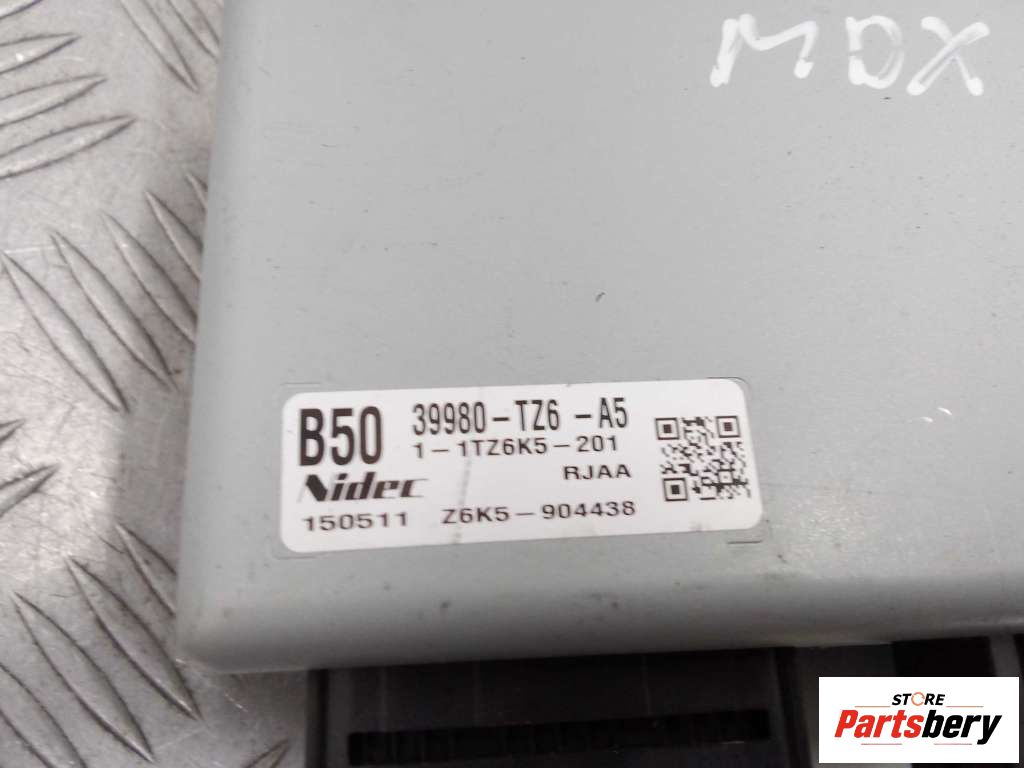 MDX
B50 39980-TZ6 -A5
1-1TZ6K5-201
RJAA
Nidec
150511 Z6K5-904438
STORE
Partsbery